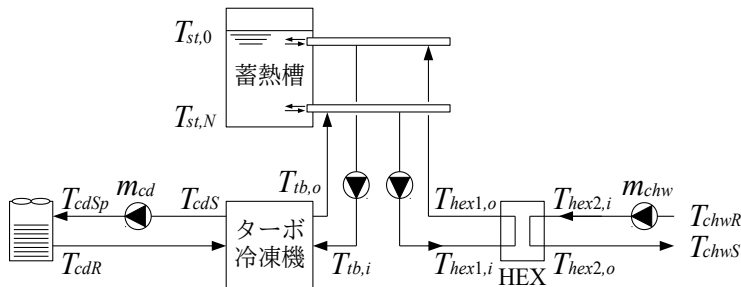 T_{st,0}
蓄熱槽
T_{st,N}
T_{tb,o}
T_{cdSp} m_{cd} T_{cdS} T_{hex1,o} T_{hex2,i} m_{chw} T_{chwR}
ターボ
冷凍機
T_{cdR} T_{tb,i} T_{hex1,i} HEX T_{hex2,o} T_{chwS}